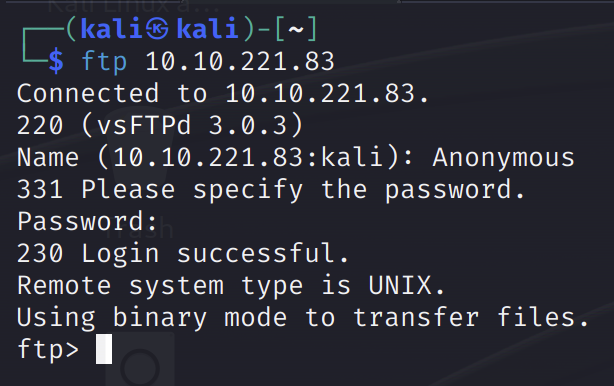 Kali Linux a...
┌──(kali㉿kali)-[~]
└─$ ftp 10.10.221.83
Connected to 10.10.221.83.
220 (vsFTPd 3.0.3)
Name (10.10.221.83:kali): Anonymous
331 Please specify the password.
Password:
230 Login successful.
Remote system type is UNIX.
Using binary mode to transfer files.
ftp>